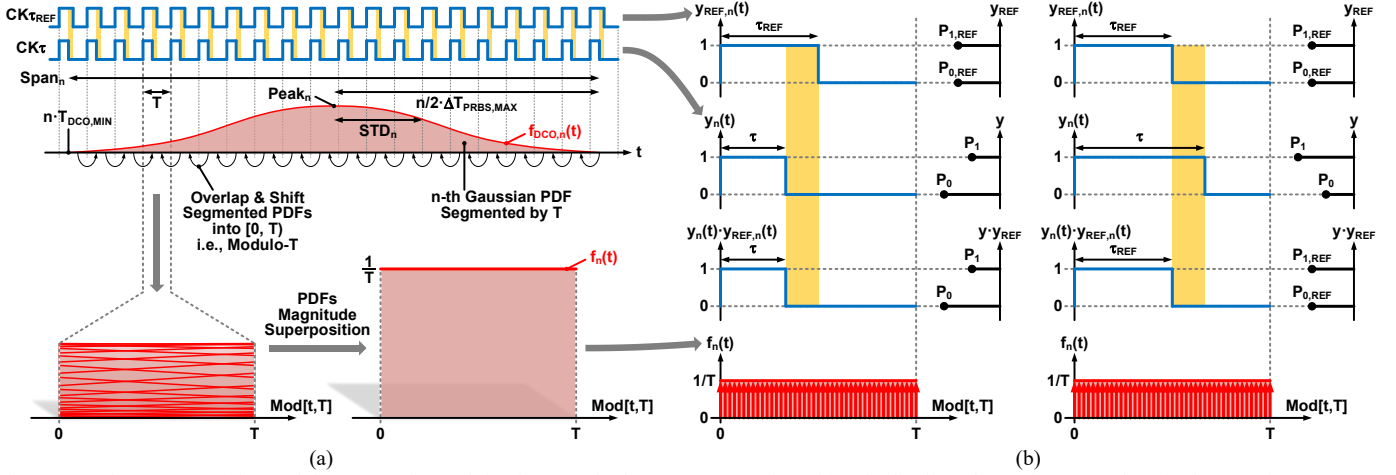 CKτREF
CKτ
Spann
T
Peakn
n/2·ΔTPRBS,MAX
n·TDCO,MIN
STDn
fDCO,n(t)
t
Overlap & Shift
Segmented PDFs
into [0, T)
i.e., Modulo-T
n-th Gaussian PDF
Segmented by T
PDFs
Magnitude
Superposition
1/T
fn(t)
0
T
Mod[t,T]
0
T
Mod[t,T]
(a)
yREF,n(t)
τREF
1
0
yREF
P1,REF
P0,REF
yn(t)
τ
1
0
y
P1
P0
yn(t)·yREF,n(t)
τ
1
0
y·yREF
P1
P0
fn(t)
1/T
0
0
T
Mod[t,T]
yREF,n(t)
τREF
1
0
yREF
P1,REF
P0,REF
yn(t)
τ
1
0
y
P1
P0
yn(t)·yREF,n(t)
τREF
1
0
y·yREF
P1,REF
P0,REF
fn(t)
1/T
0
0
T
Mod[t,T]
(b)